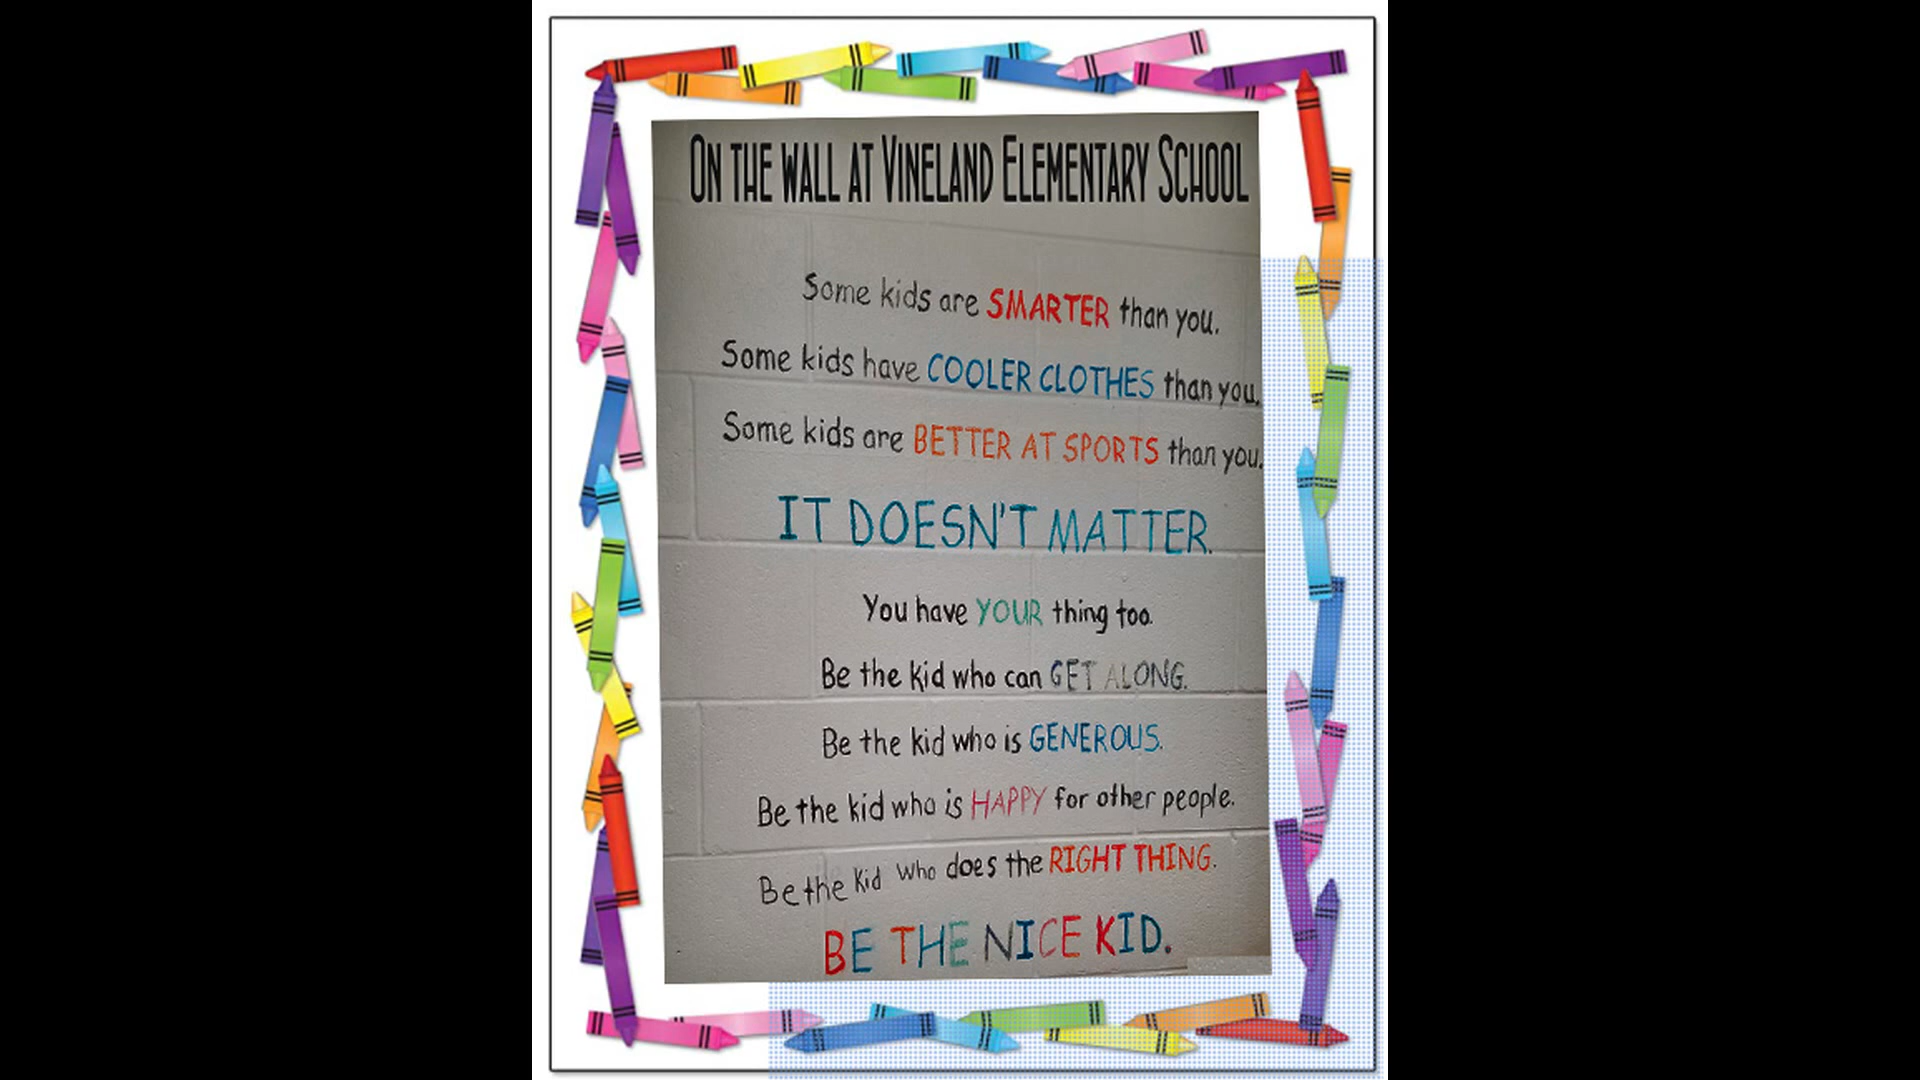 On the wall at Vineland Elementary School
Some kids are SMARTER than you.
Some kids have COOLER CLOTHES than you.
Some kids are BETTER AT SPORTS than you.
IT DOESN'T MATTER.
You have YOUR thing too.
Be the kid who can GET ALONG.
Be the kid who is GENEROUS.
Be the kid who is HAPPY for other people.
Be the kid who does the RIGHT THING.
BE THE NICE KID.